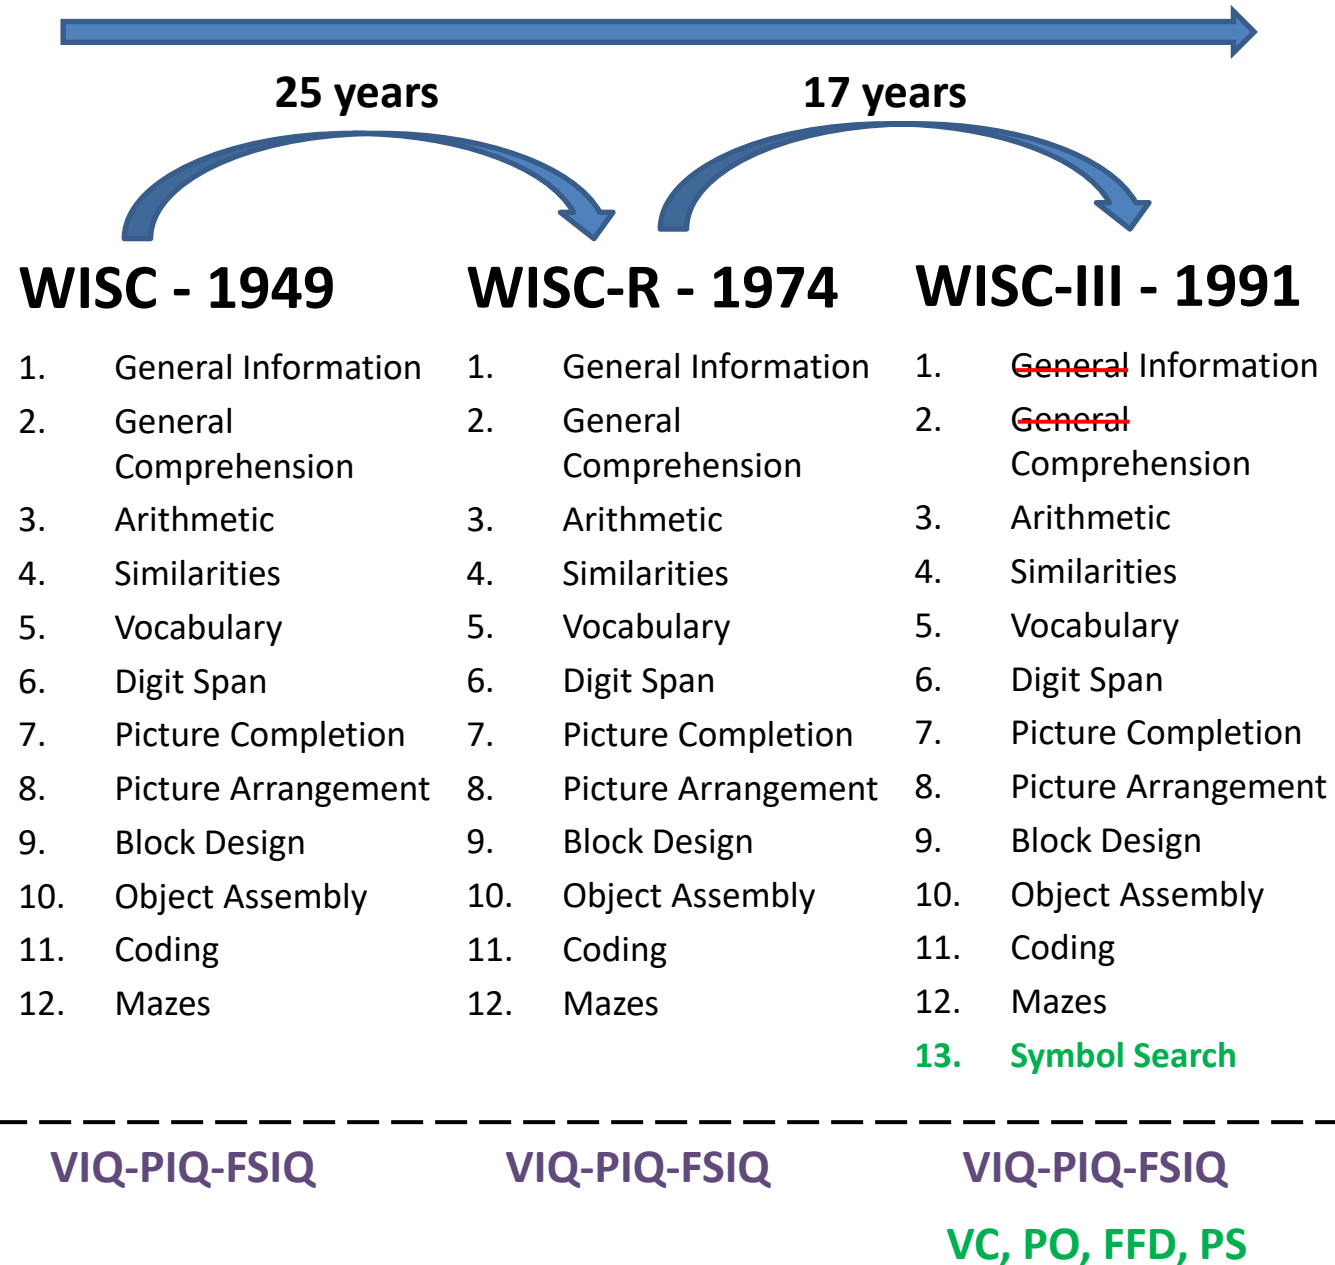 25 years
17 years
WISC - 1949
1. General Information
2. General
Comprehension
3. Arithmetic
4. Similarities
5. Vocabulary
6. Digit Span
7. Picture Completion
8. Picture Arrangement
9. Block Design
10. Object Assembly
11. Coding
12. Mazes
VIQ-PIQ-FSIQ
WISC-R - 1974
1. General Information
2. General
Comprehension
3. Arithmetic
4. Similarities
5. Vocabulary
6. Digit Span
7. Picture Completion
8. Picture Arrangement
9. Block Design
10. Object Assembly
11. Coding
12. Mazes
VIQ-PIQ-FSIQ
WISC-III - 1991
1. General Information
2. General
Comprehension
3. Arithmetic
4. Similarities
5. Vocabulary
6. Digit Span
7. Picture Completion
8. Picture Arrangement
9. Block Design
10. Object Assembly
11. Coding
12. Mazes
13. Symbol Search
VIQ-PIQ-FSIQ
VC, PO, FFD, PS